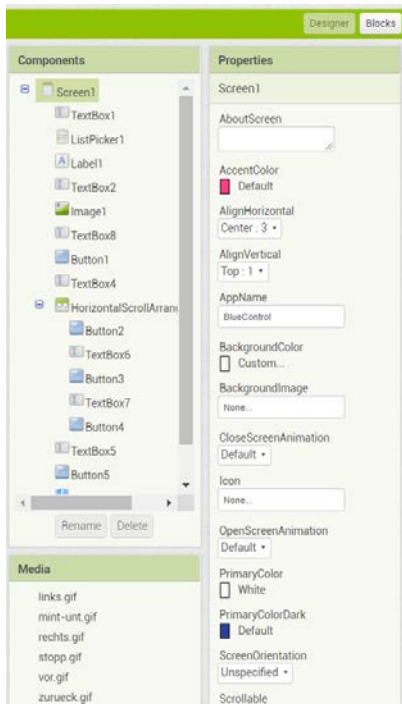 Designer
Blocks
Components
Screen1
TextBox1
ListPicker1
Label1
TextBox2
Image1
TextBox8
Button1
TextBox4
HorizontalScrollArran
Button2
TextBox6
Button3
TextBox7
Button4
TextBox5
Button5
Rename
Delete
Media
links.gif
mint-unt.gif
rechts.gif
stopp.gif
vor.gif
zurueck.gif
Properties
Screen1
AboutScreen
AccentColor
Default
AlignHorizontal
Center : 3
AlignVertical
Top : 1
AppName
BlueControl
BackgroundColor
Custom...
BackgroundImage
None...
CloseScreenAnimation
Default
Icon
None...
OpenScreenAnimation
Default
PrimaryColor
White
PrimaryColorDark
Default
ScreenOrientation
Unspecified
Scrollable